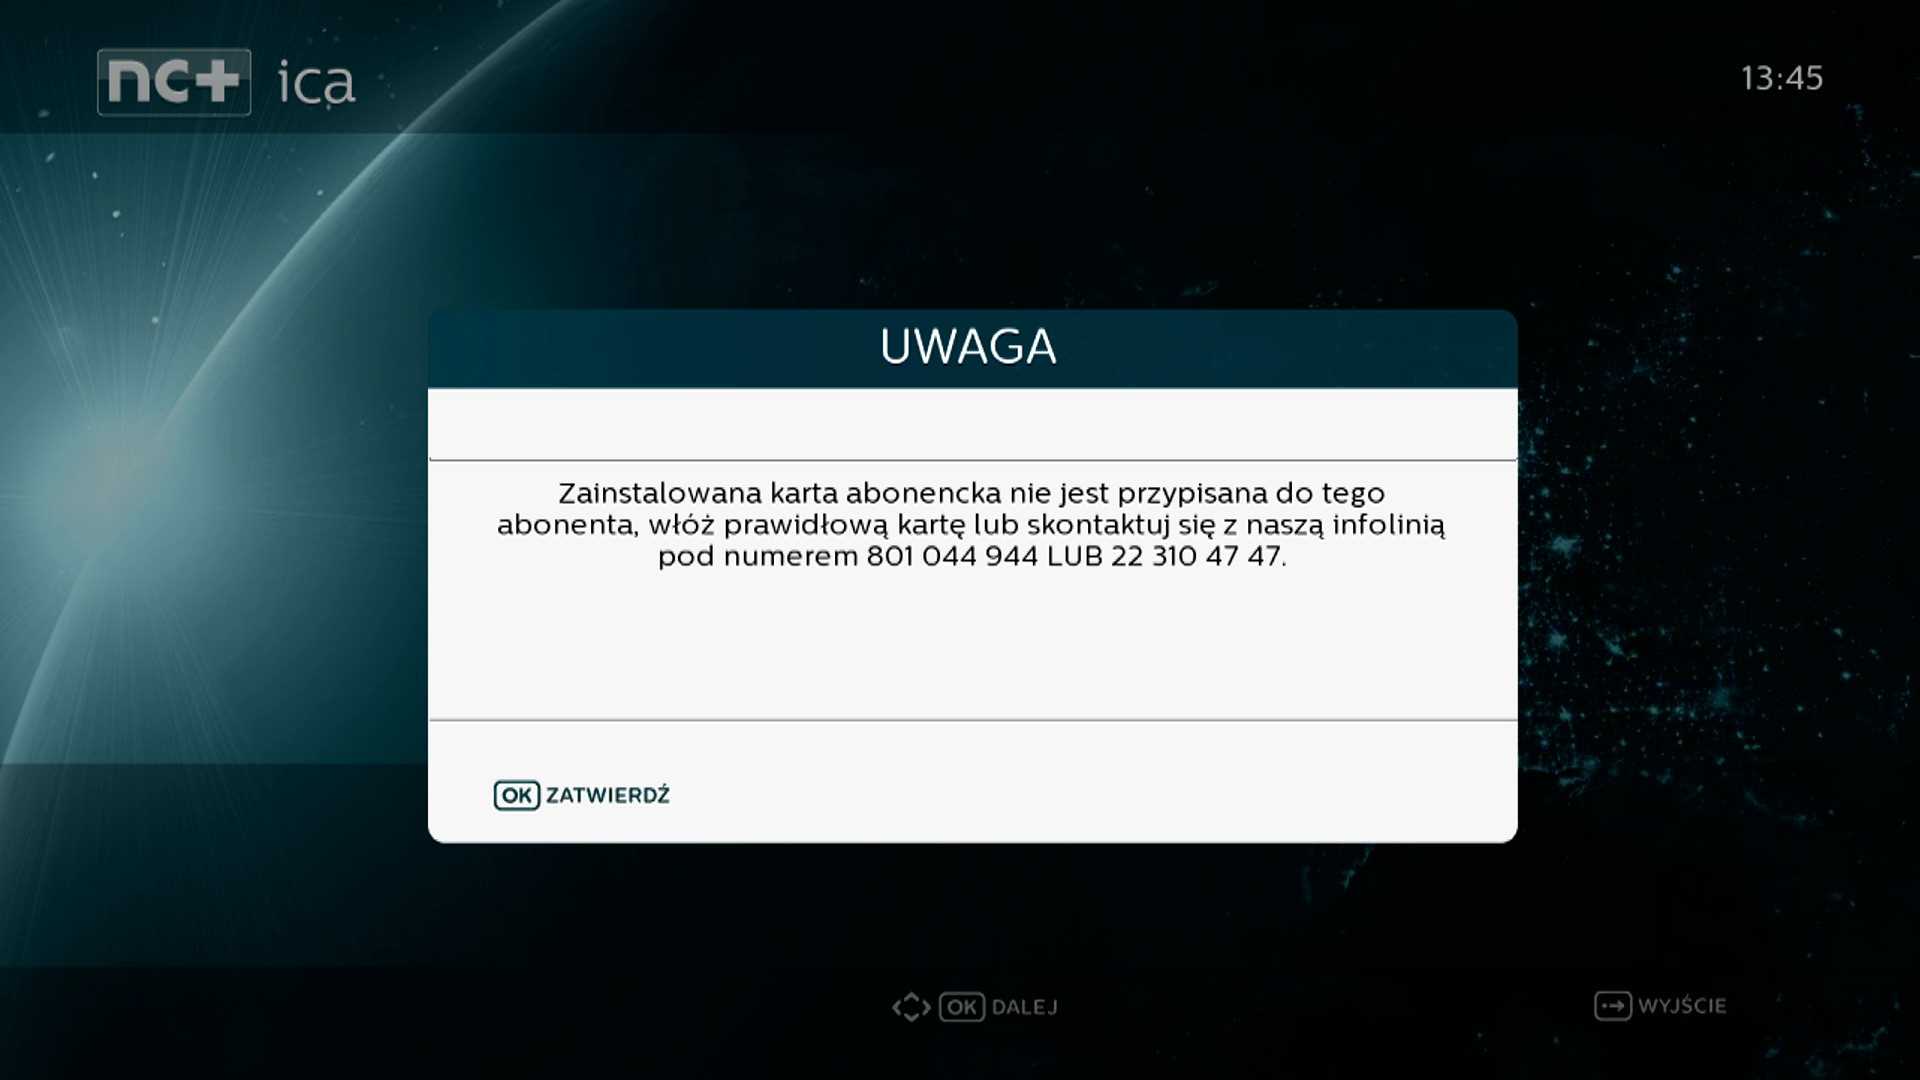 nc+ ica
13:45
UWAGA
Zainstalowana karta abonencka nie jest przypisana do tego
abonenta, włóż prawidłową kartę lub skontaktuj się z naszą infolinią
pod numerem 801 044 944 LUB 22 310 47 47.
OK ZATWIERDŹ
OK DALEJ
WYJŚCIE